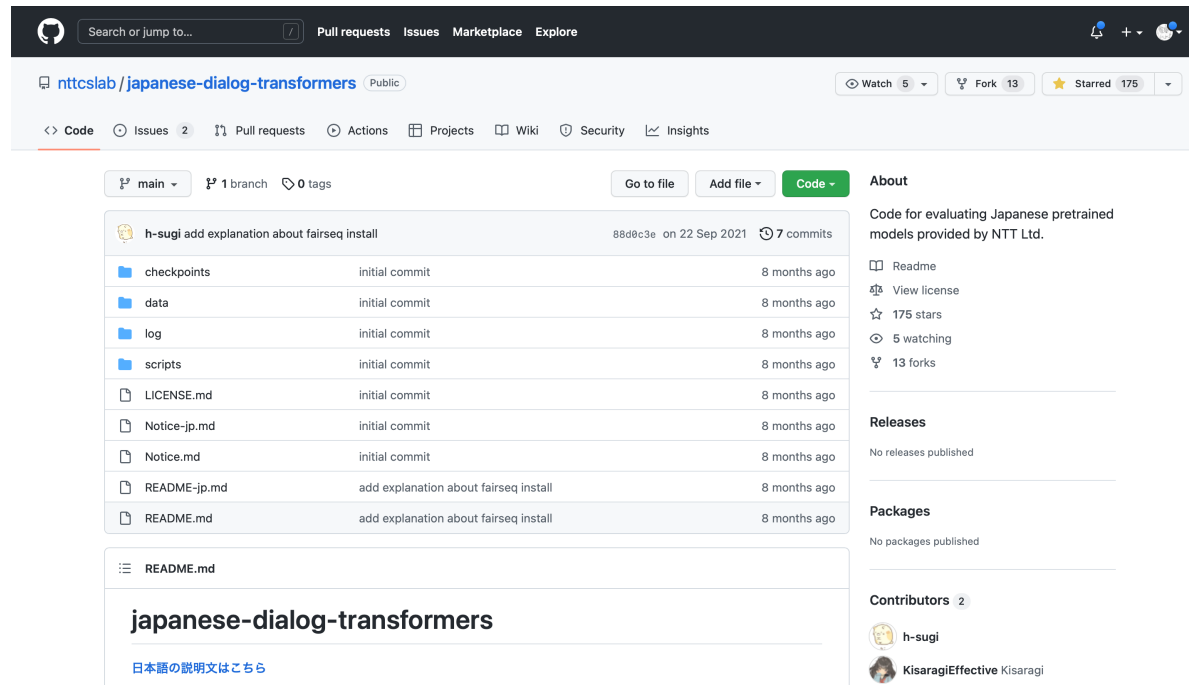 Search or jump to... / Pull requests Issues Marketplace Explore
nttcslab / japanese-dialog-transformers Public Watch 5 Fork 13 Starred 175
Code Issues 2 Pull requests Actions Projects Wiki Security Insights
main 1 branch 0 tags Go to file Add file Code
h-sugi add explanation about fairseq install 88d0c3e on 22 Sep 2021 7 commits
checkpoints initial commit 8 months ago
data initial commit 8 months ago
log initial commit 8 months ago
scripts initial commit 8 months ago
LICENSE.md initial commit 8 months ago
Notice-jp.md initial commit 8 months ago
Notice.md initial commit 8 months ago
README-jp.md add explanation about fairseq install 8 months ago
README.md add explanation about fairseq install 8 months ago
README.md
japanese-dialog-transformers
日本語の説明文はこちら
About
Code for evaluating Japanese pretrained
models provided by NTT Ltd.
Readme
View license
175 stars
5 watching
13 forks
Releases
No releases published
Packages
No packages published
Contributors 2
h-sugi
KisaragiEffective Kisaragi